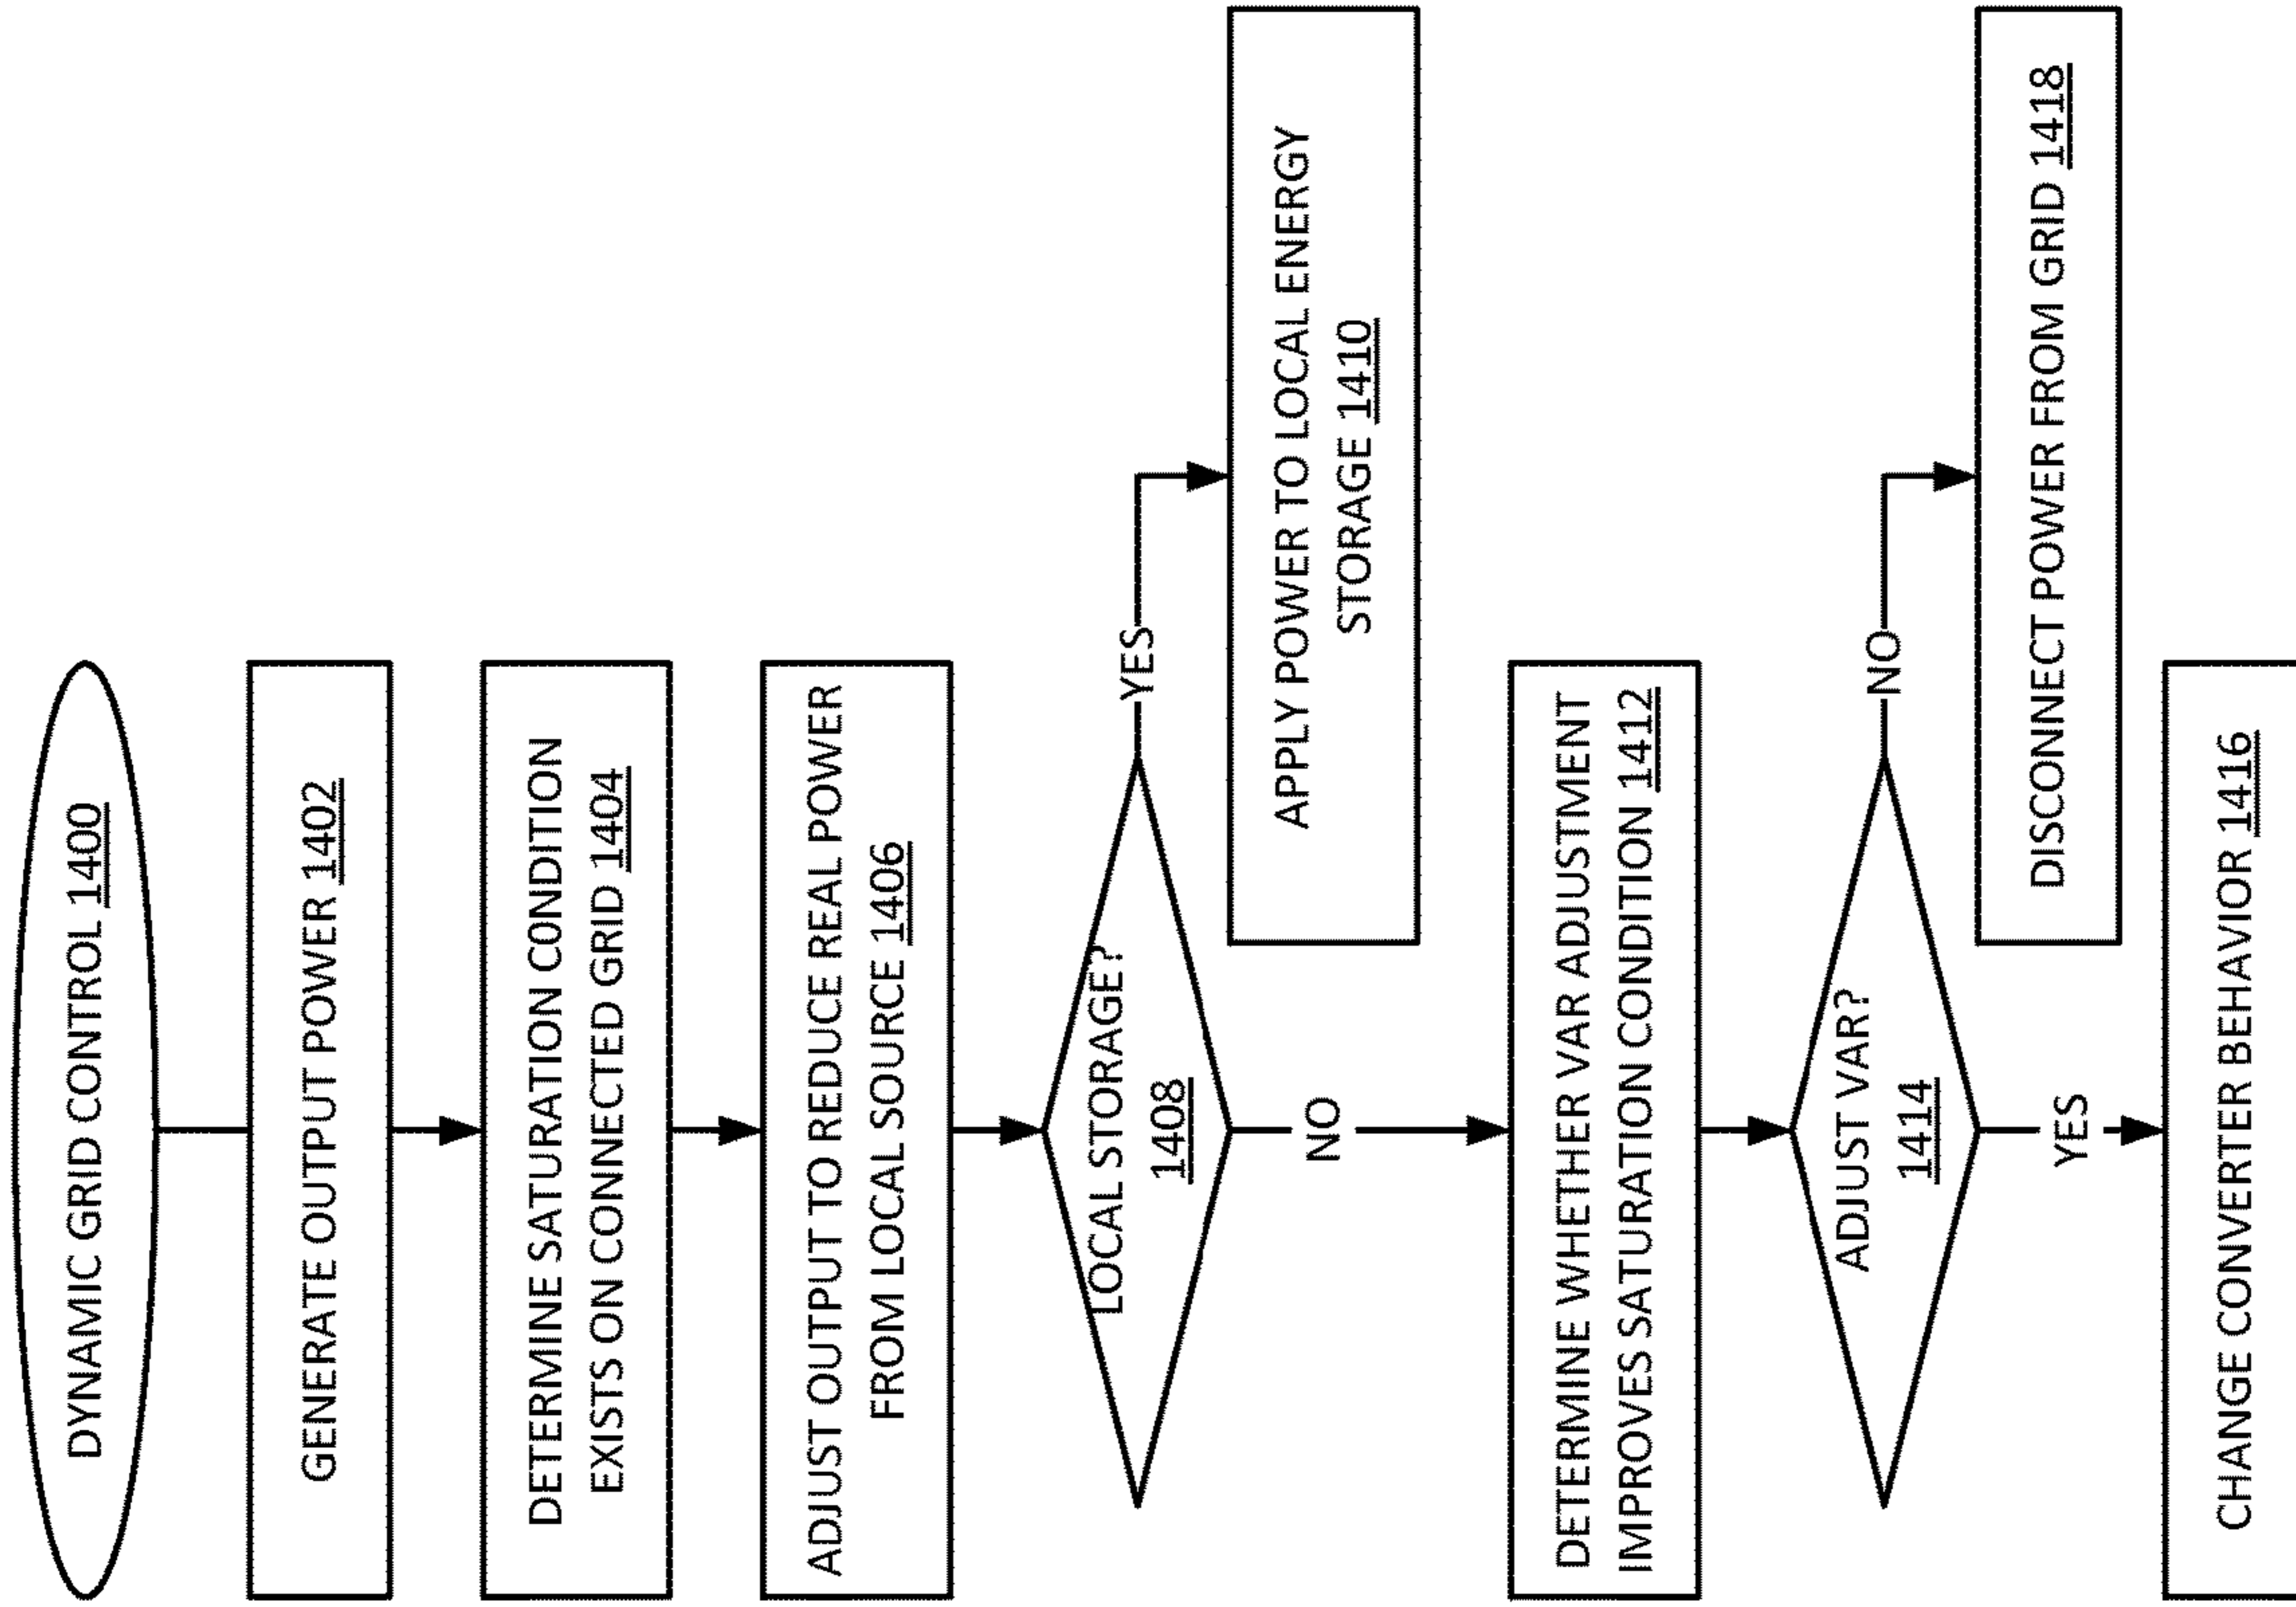 DYNAMIC GRID CONTROL 1400
GENERATE OUTPUT POWER 1402
DETERMINE SATURATION CONDITION
EXISTS ON CONNECTED GRID 1404
ADJUST OUTPUT TO REDUCE REAL POWER
FROM LOCAL SOURCE 1406
LOCAL STORAGE?
1408
YES
APPLY POWER TO LOCAL ENERGY
STORAGE 1410
NO
DETERMINE WHETHER VAR ADJUSTMENT
IMPROVES SATURATION CONDITION 1412
ADJUST VAR?
1414
NO
DISCONNECT POWER FROM GRID 1418
YES
CHANGE CONVERTER BEHAVIOR 1416